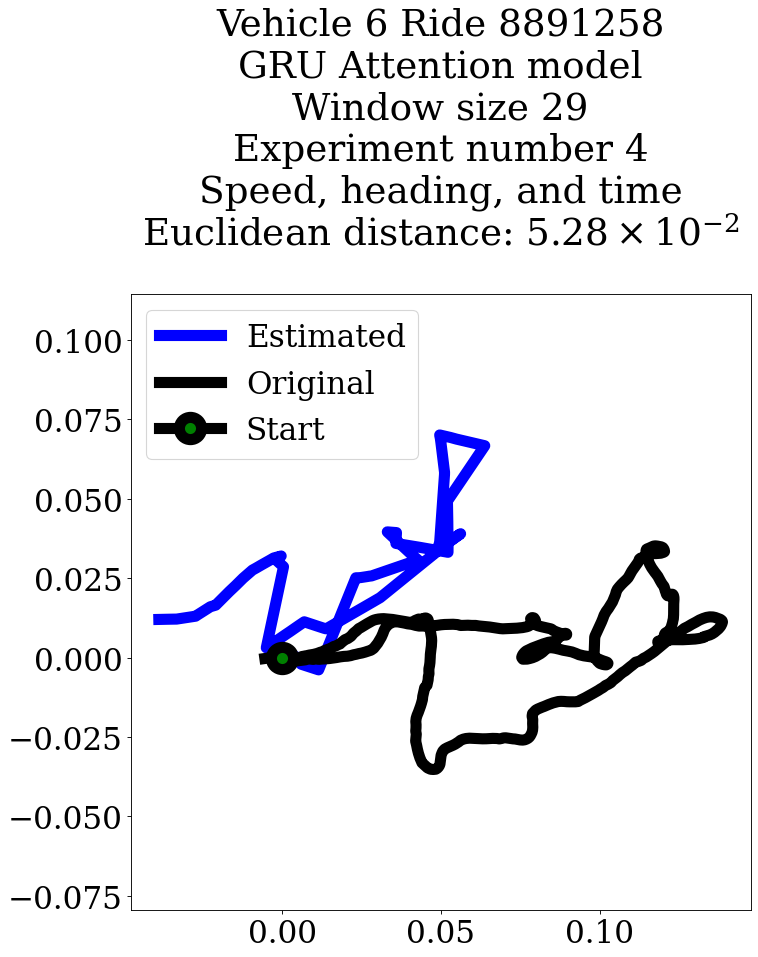 Vehicle 6 Ride 8891258
GRU Attention model
Window size 29
Experiment number 4
Speed, heading, and time
Euclidean distance: 5.28 × 10⁻²
Estimated
Original
Start
0.100
0.075
0.050
0.025
0.000
−0.025
−0.050
−0.075
0.00 0.05 0.10